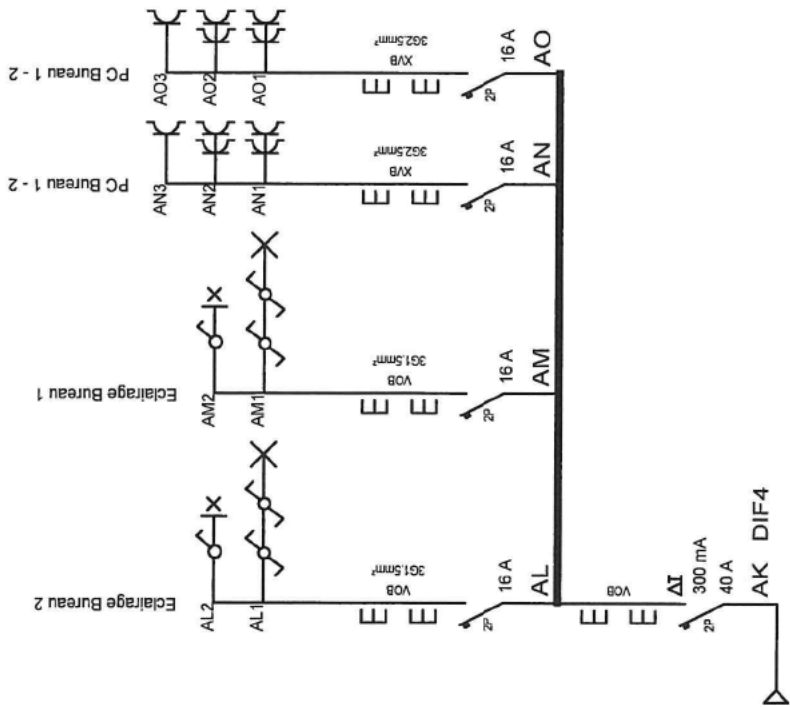 PC Bureau 1 - 2
AO3
AO2
AO1
XVB
3G2.5mm²
2P
16 A
AO
PC Bureau 1 - 2
AN3
AN2
AN1
XVB
3G2.5mm²
2P
16 A
AN
Eclairage Bureau 1
AM2
AM1
VOB
3G1.5mm²
2P
16 A
AM
Eclairage Bureau 2
AL2
AL1
VOB
3G1.5mm²
2P
16 A
AL
VOB
ΔI
300 mA
40 A
2P
AK DIF4